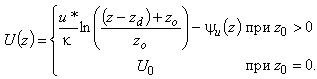 U(z) = { u*/κ ln( ((z − z_d) + z_o) / z_o ) − ψ_u(z) при z_0 > 0
U_0 при z_0 = 0.